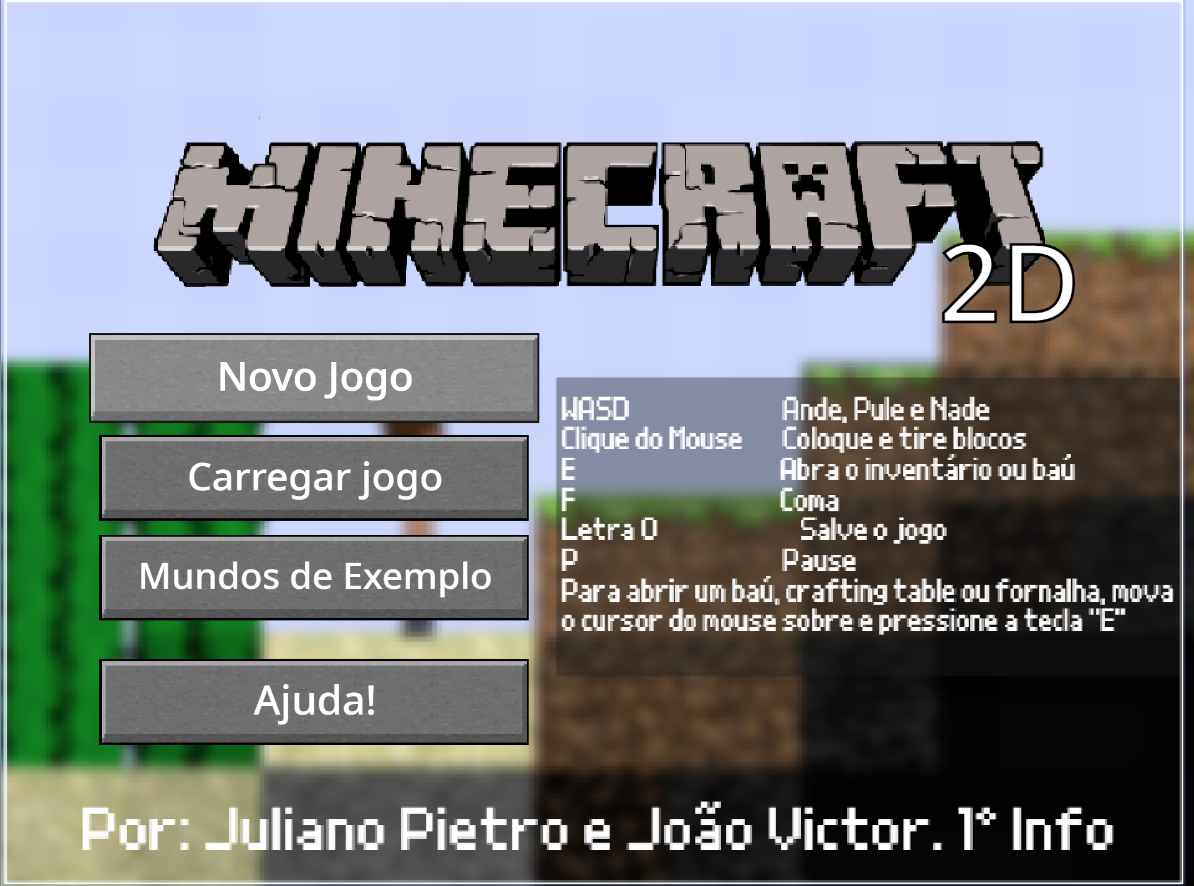 MINECRAFT
2D
Novo Jogo
Carregar jogo
Mundos de Exemplo
Ajuda!
WASD Ande, Pule e Nade
Clique do Mouse Coloque e tire blocos
E Abra o inventário ou baú
F Coma
Letra O Salve o jogo
P Pause
Para abrir um baú, crafting table ou fornalha, mova
o cursor do mouse sobre e pressione a tecla "E"
Por: Juliano Pietro e João Victor. 1° Info